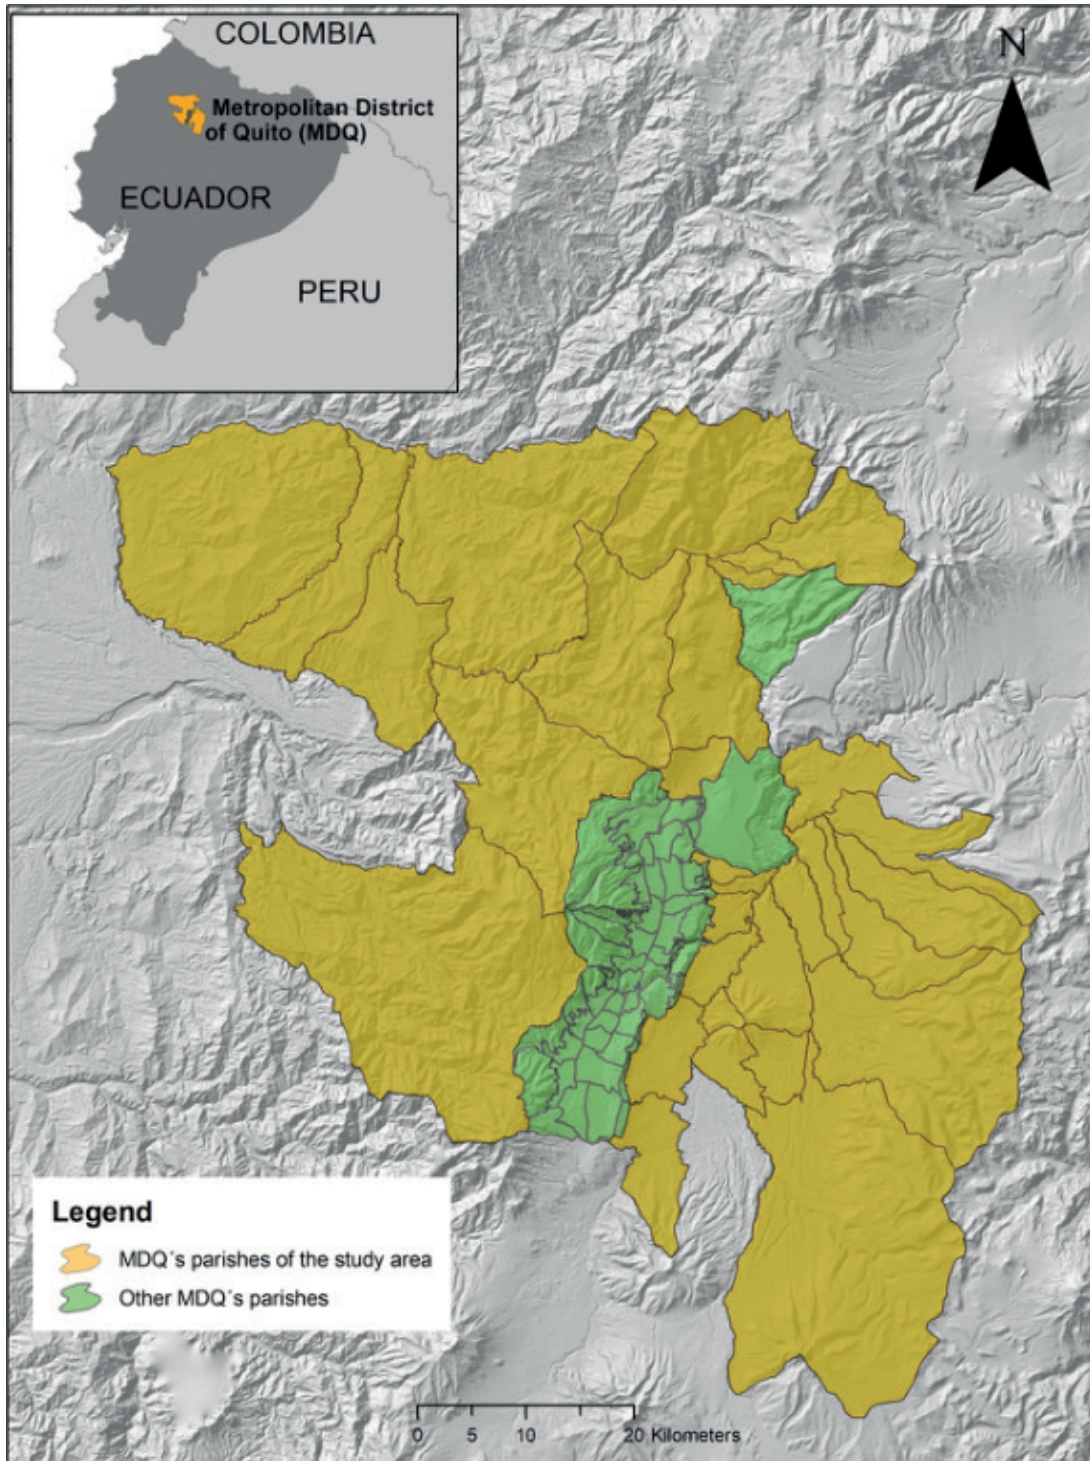 COLOMBIA
Metropolitan District
of Quito (MDQ)
ECUADOR
PERU
N
Legend
MDQ´s parishes of the study area
Other MDQ´s parishes
0 5 10 20 Kilometers